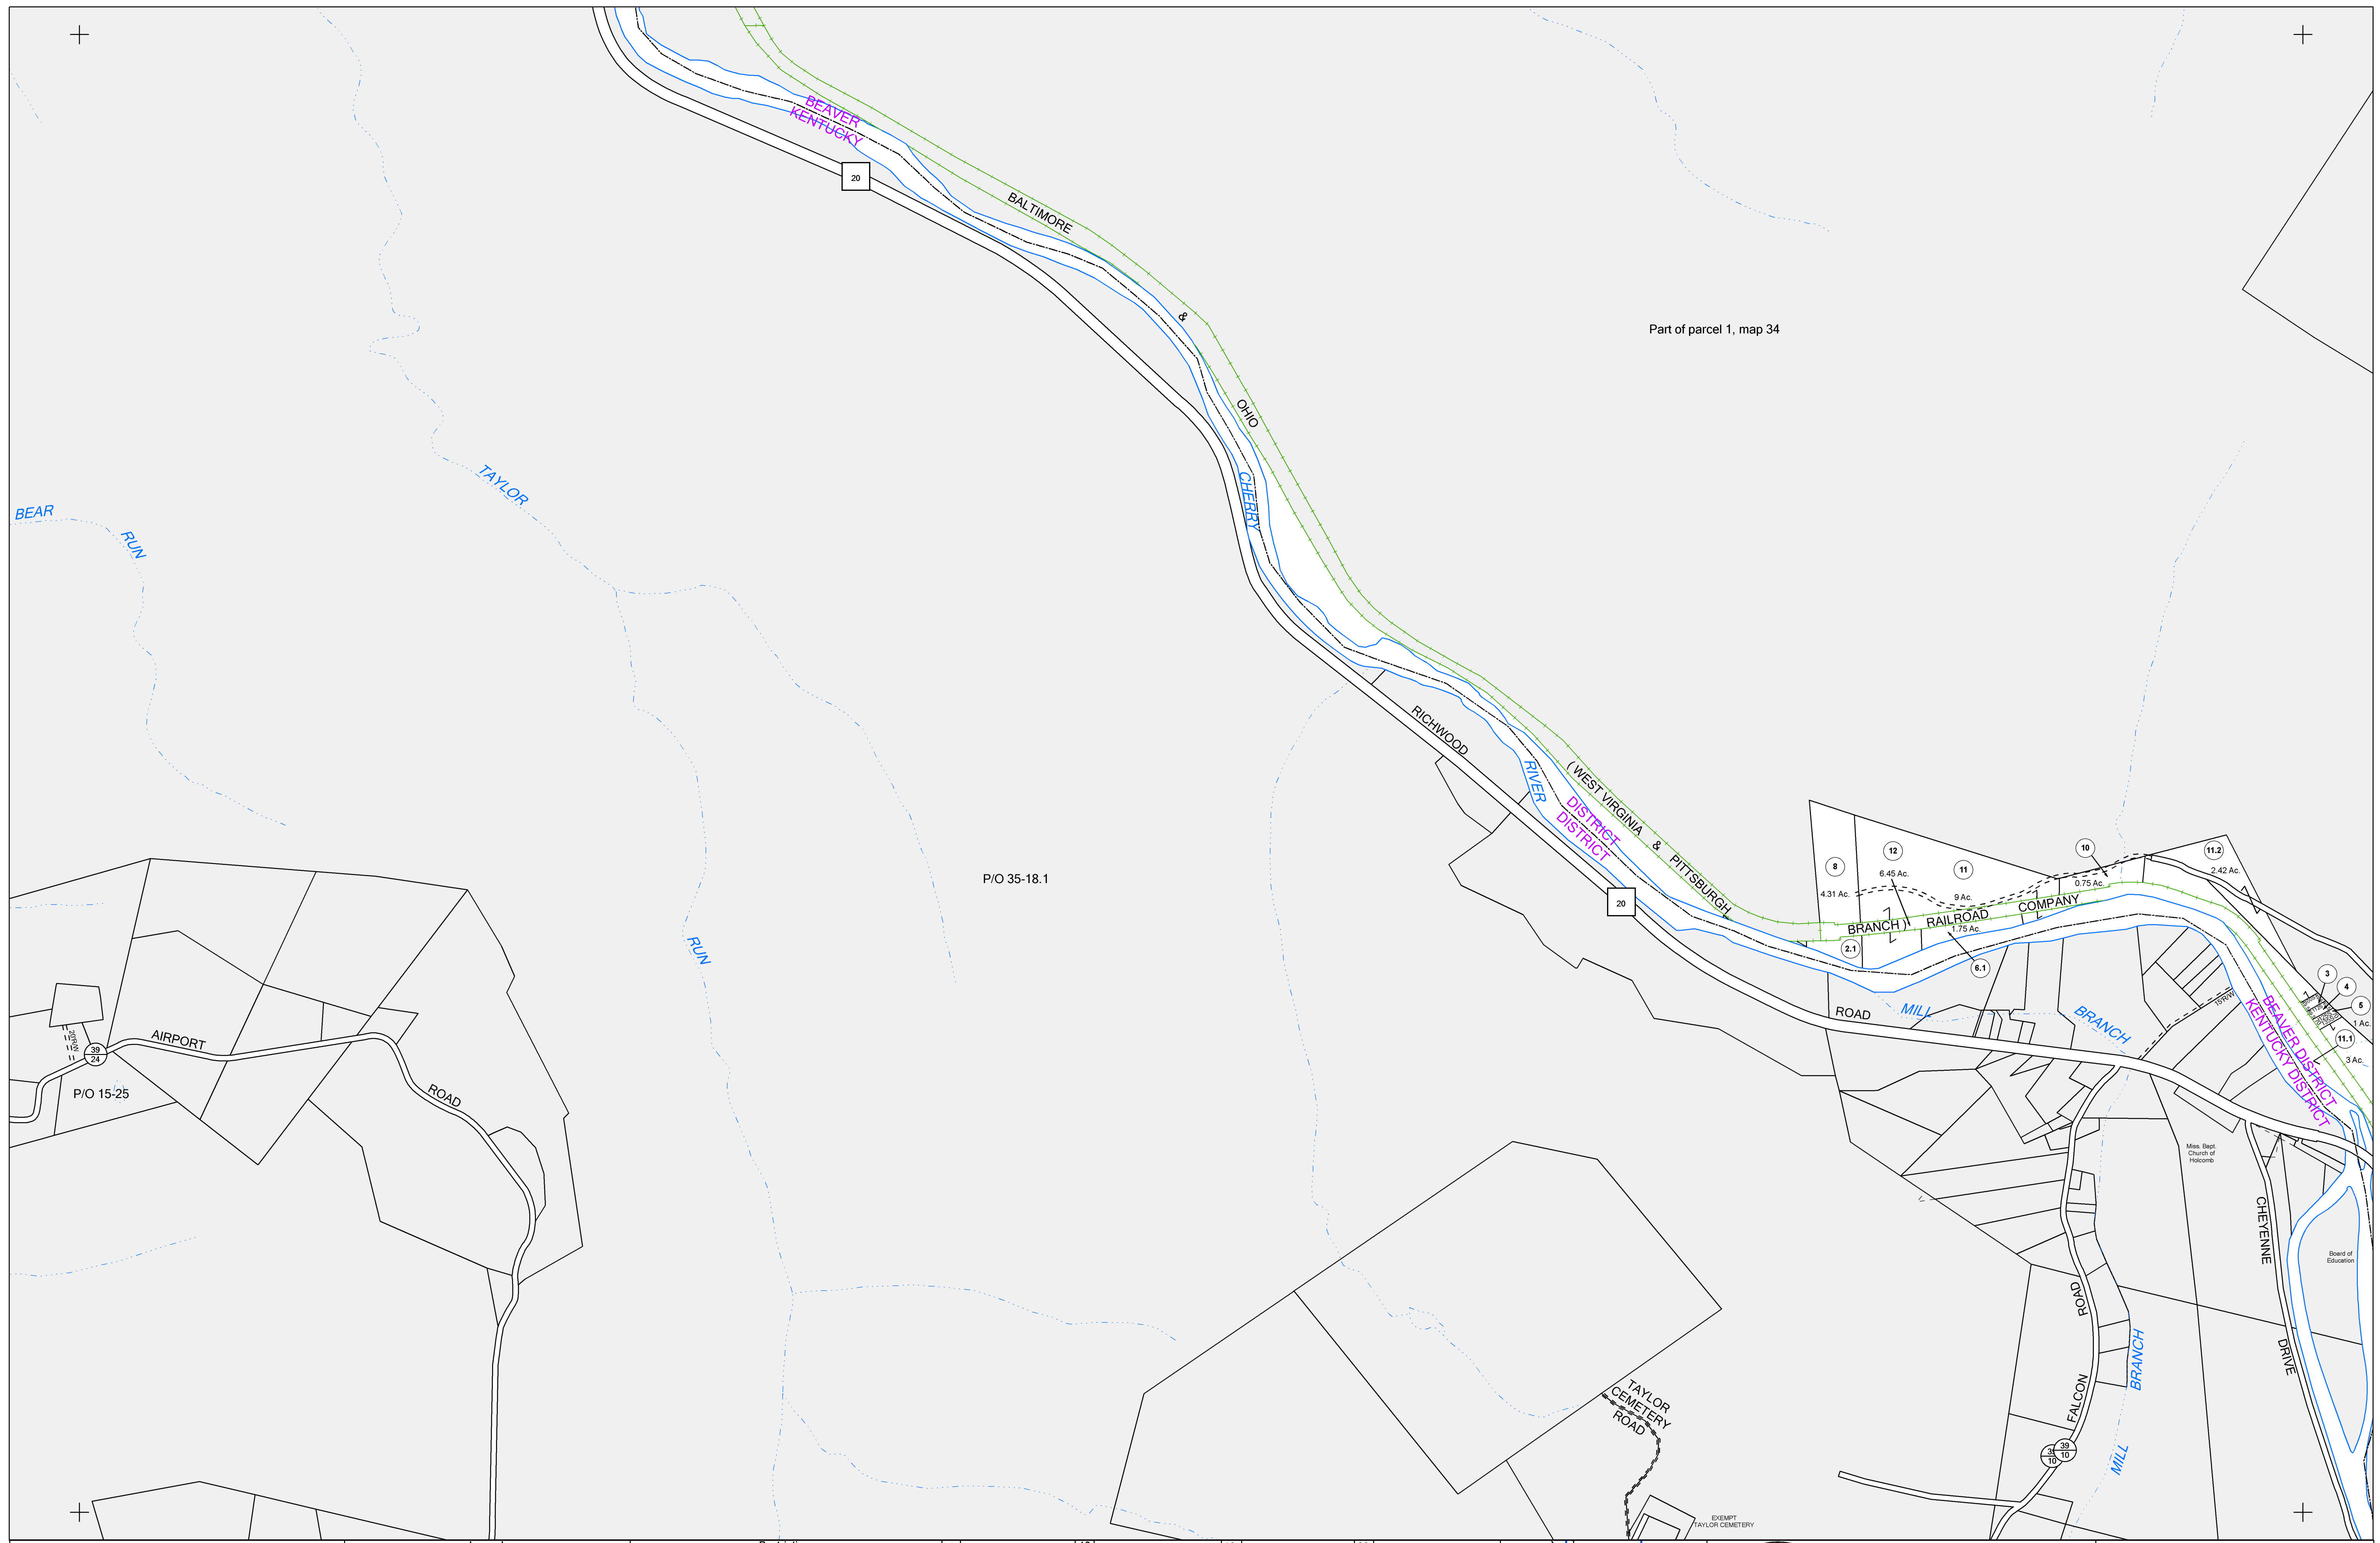 BEAVER
KENTUCKY
20
BALTIMORE
&
OHIO
Part of parcel 1, map 34
CHERRY
TAYLOR
BEAR
RUN
RICHWOOD
RIVER
DISTRICT
DISTRICT
( WEST VIRGINIA & PITTSBURGH
20
P/O 35-18.1
RUN
8
4.31 Ac.
12
6.45 Ac.
11
9 Ac.
10
0.75 Ac.
11.2
2.42 Ac.
BRANCH ) RAILROAD COMPANY
1.75 Ac.
2.1
6.1
3
4
5
1 Ac.
11.1
3 Ac.
15'R/W
BEAVER DISTRICT
KENTUCKY DISTRICT
ROAD
MILL BRANCH
AIRPORT
ROAD
20'R/W
39
24
P/O 15-25
Miss. Bapt.
Church of
Holcomb
CHEYENNE
DRIVE
Board of
Education
ROAD
FALCON
BRANCH
MILL
39
10
10
TAYLOR
CEMETERY
ROAD
EXEMPT
TAYLOR CEMETERY